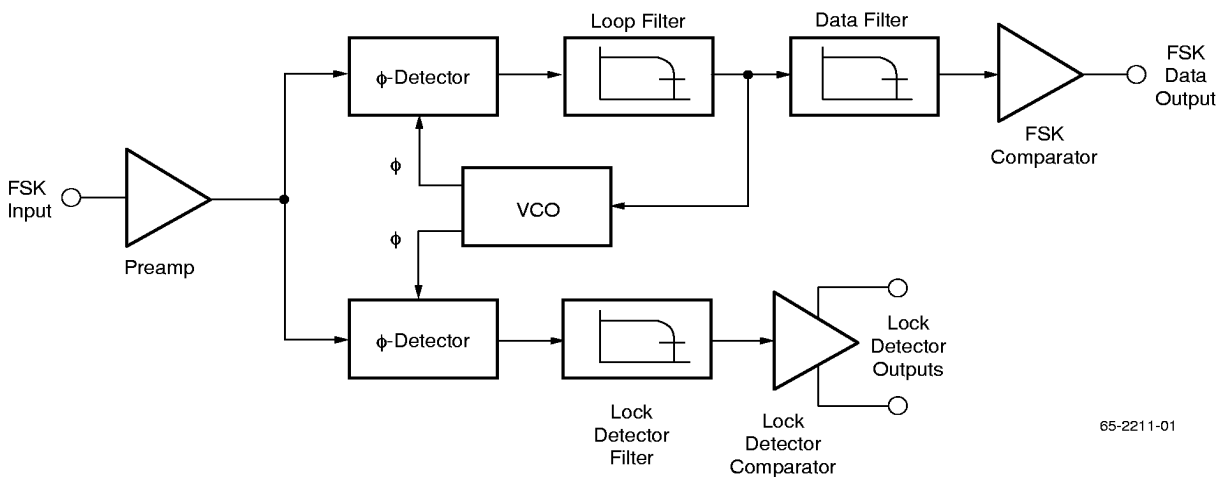 Loop Filter
Data Filter
ϕ-Detector
FSK
Data
Output
FSK
Comparator
ϕ
FSK
Input
VCO
ϕ
Preamp
ϕ-Detector
Lock
Detector
Outputs
Lock
Detector
Filter
Lock
Detector
Comparator
65-2211-01